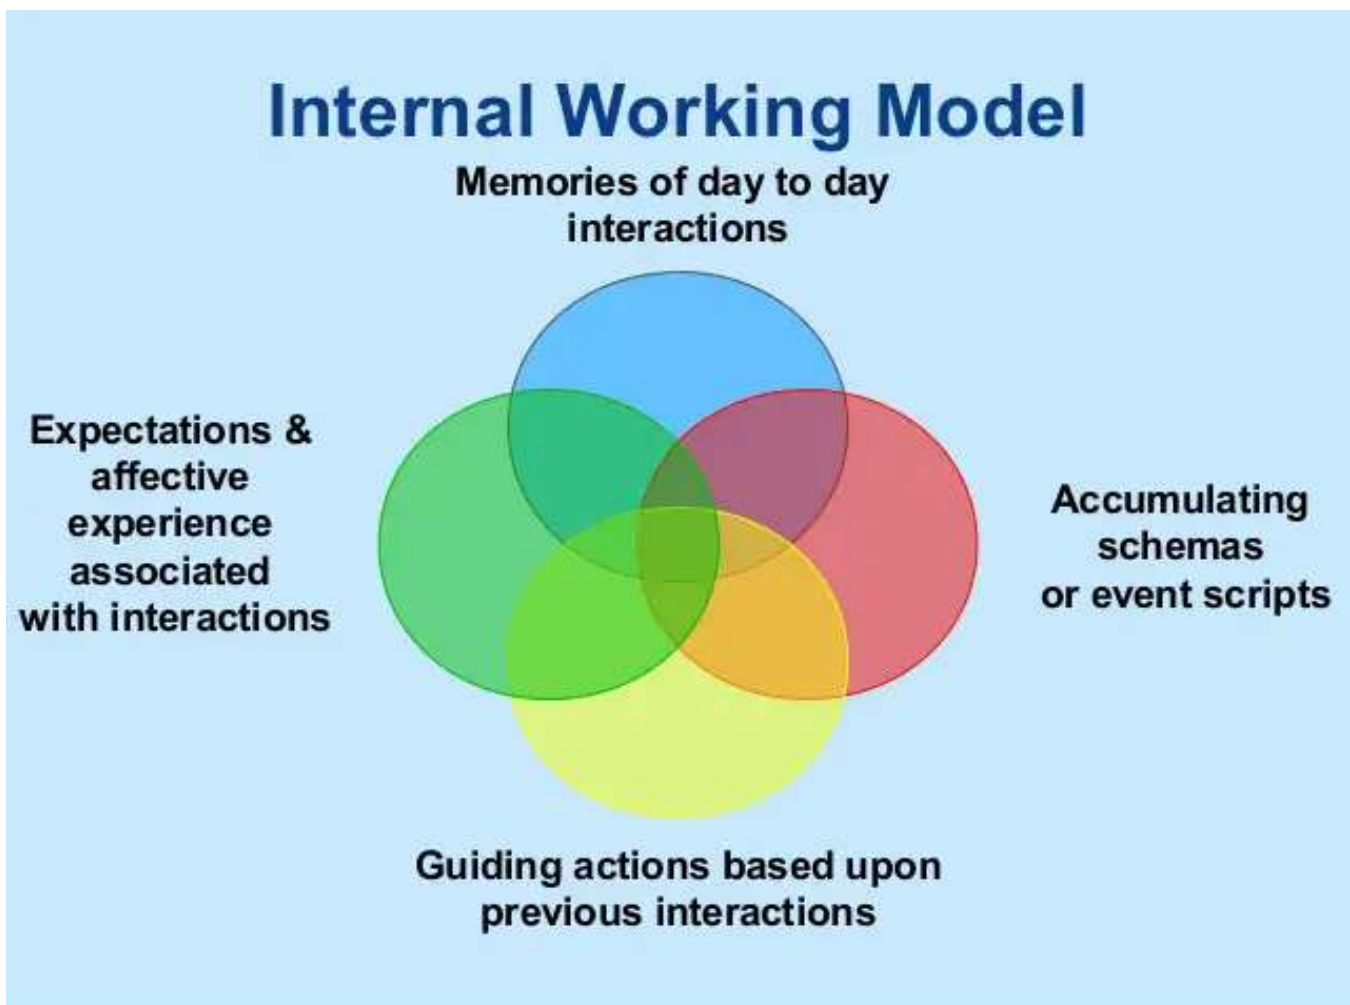 Internal Working Model
Memories of day to day
interactions
Expectations &
affective
experience
associated
with interactions
Accumulating
schemas
or event scripts
Guiding actions based upon
previous interactions